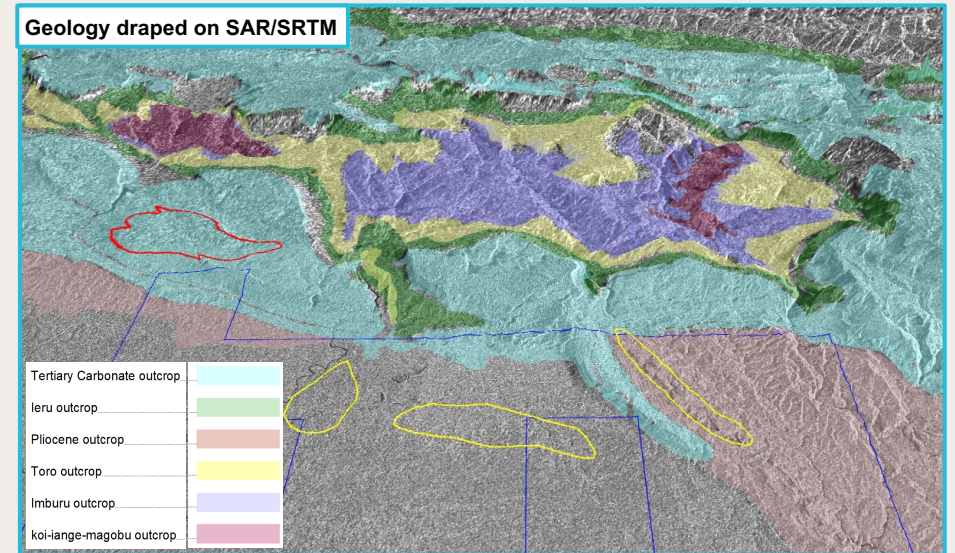 Geology draped on SAR/SRTM
Tertiary Carbonate outcrop
Ieru outcrop
Pliocene outcrop
Toro outcrop
Imburu outcrop
koi-iange-magobu outcrop